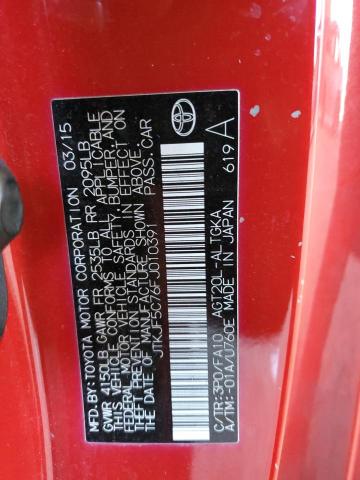 MFD. BY:TOYOTA MOTOR CORPORATION 03/15
GVWR 4150LB GAWR FR 2535LB RR 2095LB
THIS VEHICLE CONFORMS TO ALL APPLICABLE
FEDERAL MOTOR VEHICLE SAFETY, BUMPER, AND
THEFT PREVENTION STANDARDS IN EFFECT ON
THE DATE OF MANUFACTURE SHOWN ABOVE.
JTKJF5C76FJ010391 PASS.CAR
C/TR:3P0/FA10 AGT20L-ALTGKA
A/TM:-01A/U760E MADE IN JAPAN 619 A